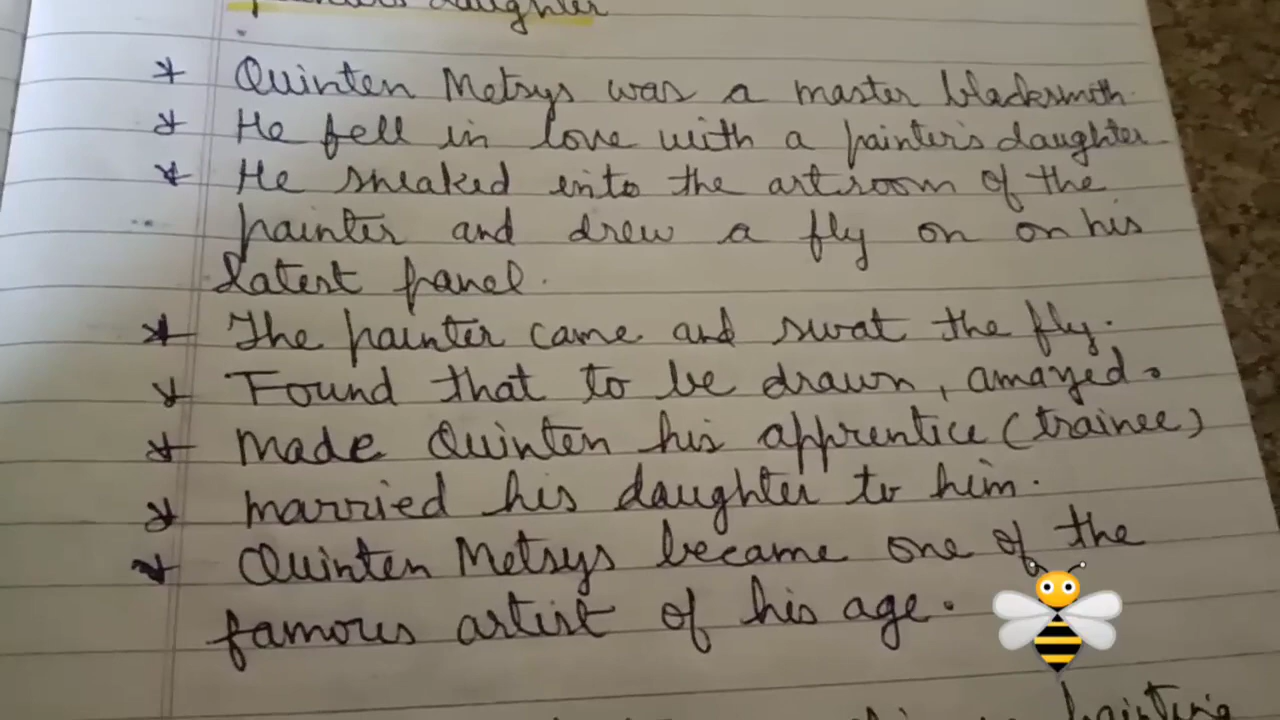 daughter
* Quinten Metsys was a master blacksmith.
* He fell in love with a painter's daughter
* He sneaked into the art room of the
painter and drew a fly on on his
latest panel.
* The painter came and swat the fly.
* Found that to be drawn, amazed.
* made Quinten his apprentice (trainee)
* married his daughter to him.
* Quinten Metsys became one of the
famous artist of his age.
painting